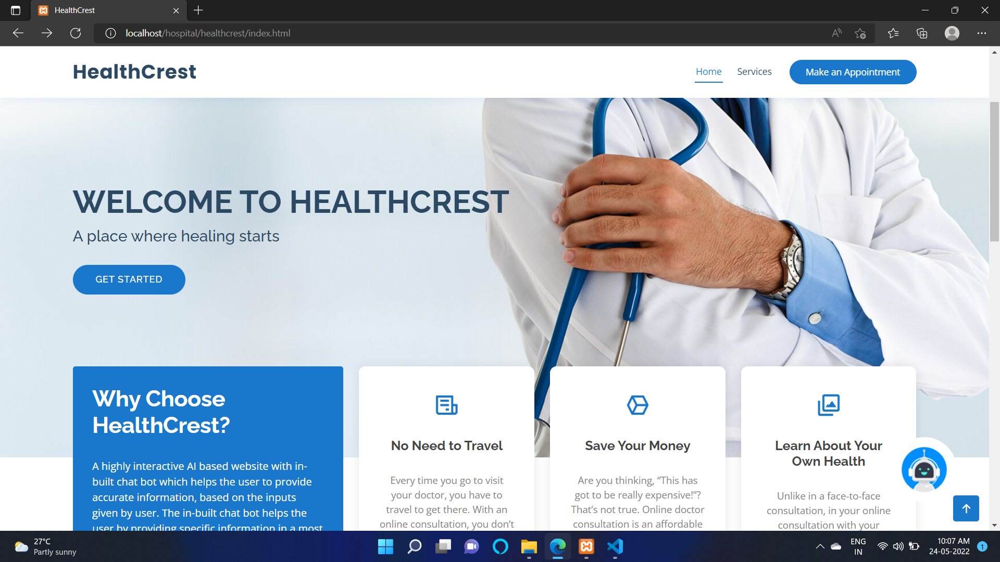 HealthCrest
localhost/hospital/healthcrest/index.html
HealthCrest
Home
Services
Make an Appointment
WELCOME TO HEALTHCREST
A place where healing starts
GET STARTED
Why Choose
HealthCrest?
A highly interactive AI based website with in-
built chat bot which helps the user to provide
accurate information, based on the inputs
given by user. The in-built chat bot helps the
user by providing specific information in a most
No Need to Travel
Every time you go to visit
your doctor, you have to
travel to get there. With an
online consultation, you don’t
Save Your Money
Are you thinking, “This has
got to be really expensive!”?
That’s not true. Online doctor
consultation is an affordable
Learn About Your
Own Health
Unlike in a face-to-face
consultation, in your online
consultation with your
27°C
Partly sunny
ENG
IN
10:07 AM
24-05-2022
1